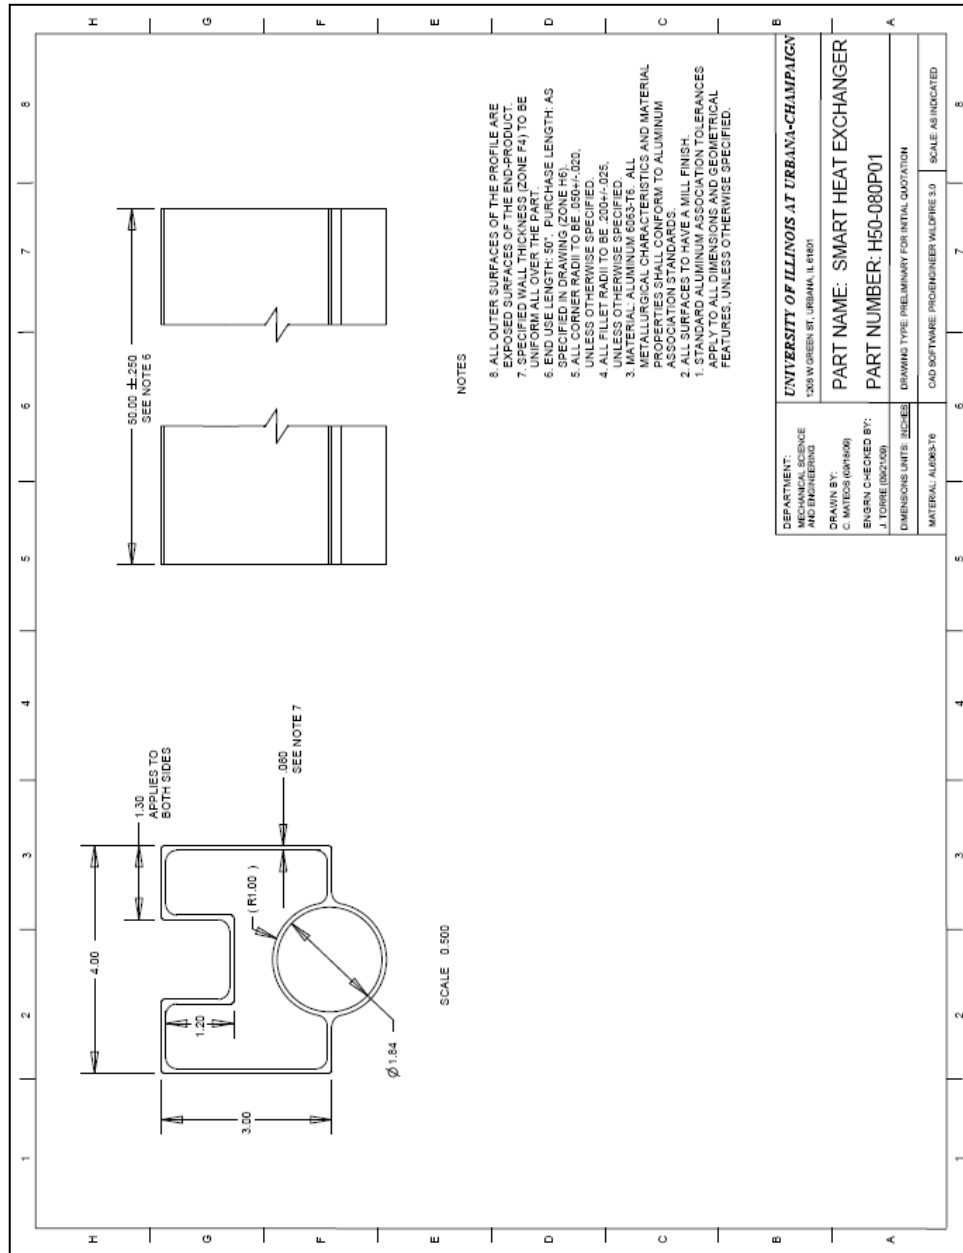 8
7
6
5
4
3
2
1
H
G
F
E
D
C
B
A
50.00 ±.250
SEE NOTE 6
1.30
APPLIES TO
BOTH SIDES
4.00
.080
SEE NOTE 7
( R1.00 )
1.20
3.00
Ø1.84
SCALE 0.500
NOTES
8. ALL OUTER SURFACES OF THE PROFILE ARE
EXPOSED SURFACES OF THE END-PRODUCT.
7. SPECIFIED WALL THICKNESS (ZONE F4) TO BE
UNIFORM ALL OVER THE PART.
6. END USE LENGTH: 50". PURCHASE LENGTH: AS
SPECIFIED IN DRAWING (ZONE H6).
5. ALL CORNER RADII TO BE .050+/-.020,
UNLESS OTHERWISE SPECIFIED.
4. ALL FILLET RADII TO BE .200+/-.025,
UNLESS OTHERWISE SPECIFIED.
3. MATERIAL: ALUMINUM 6063-T6. ALL
METALLURGICAL CHARACTERISTICS AND MATERIAL
PROPERTIES SHALL CONFORM TO ALUMINUM
ASSOCIATION STANDARDS.
2. ALL SURFACES TO HAVE A MILL FINISH.
1. STANDARD ALUMINUM ASSOCIATION TOLERANCES
APPLY TO ALL DIMENSIONS AND GEOMETRICAL
FEATURES, UNLESS OTHERWISE SPECIFIED.
DEPARTMENT:
MECHANICAL SCIENCE
AND ENGINEERING
UNIVERSITY OF ILLINOIS AT URBANA-CHAMPAIGN
1206 W GREEN ST, URBANA, IL 61801
DRAWN BY:
C. MATEOS (09/18/09)
PART NAME: SMART HEAT EXCHANGER
ENGRN CHECKED BY:
J. TORRE (09/21/09)
PART NUMBER: H50-080P01
DIMENSIONS UNITS: INCHES
DRAWING TYPE: PRELIMINARY FOR INITIAL QUOTATION
MATERIAL: AL6063-T6
CAD SOFTWARE: PRO/ENGINEER WILDFIRE 3.0
SCALE: AS INDICATED
8
7
6
5
4
3
2
1
H
G
F
E
D
C
B
A